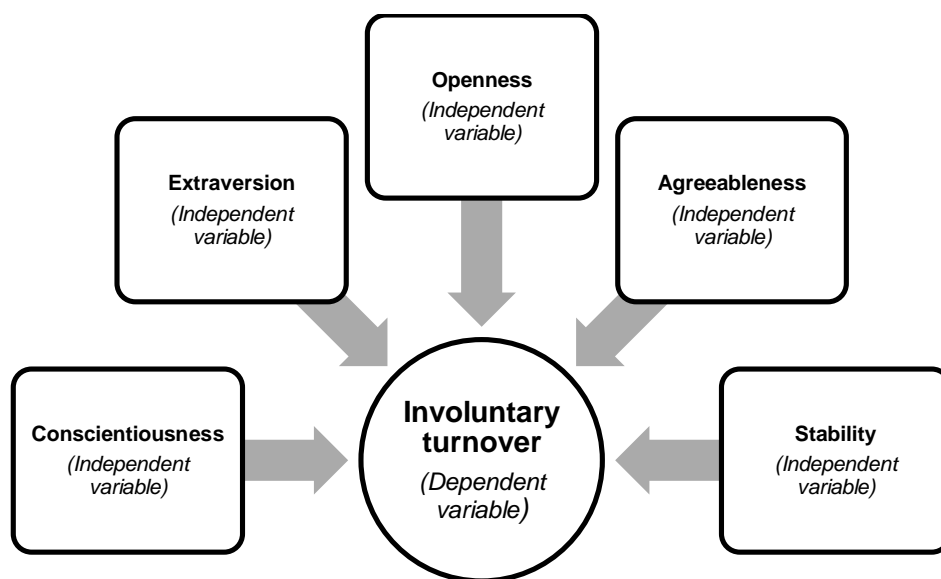 Openness
(Independent
variable)
Extraversion
(Independent
variable)
Agreeableness
(Independent
variable)
Conscientiousness
(Independent
variable)
Involuntary
turnover
(Dependent
variable)
Stability
(Independent
variable)